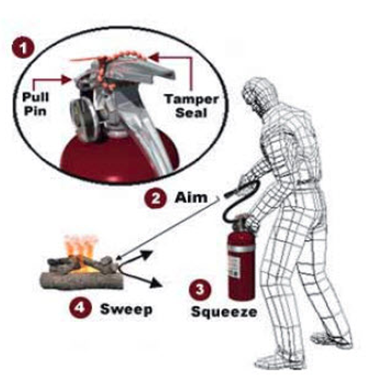 1
Pull
Pin
Tamper
Seal
2 Aim
3
Squeeze
4 Sweep